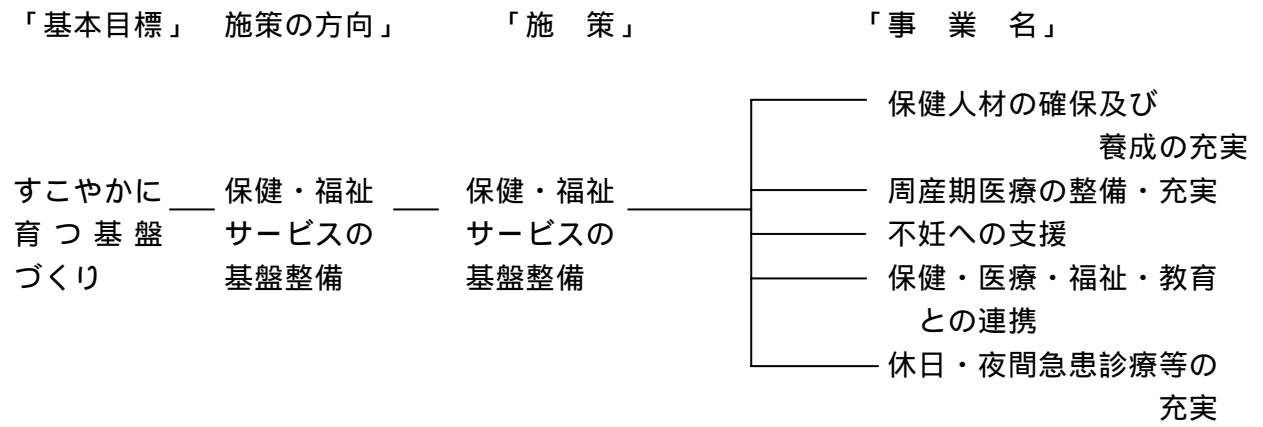 「基本目標」 施策の方向」 「施 策」 「事 業 名」
保健人材の確保及び
養成の充実
すこやかに 保健・福祉 保健・福祉 周産期医療の整備・充実
育つ基盤 サービスの サービスの 不妊への支援
づくり 基盤整備 基盤整備 保健・医療・福祉・教育
との連携
休日・夜間急患診療等の
充実